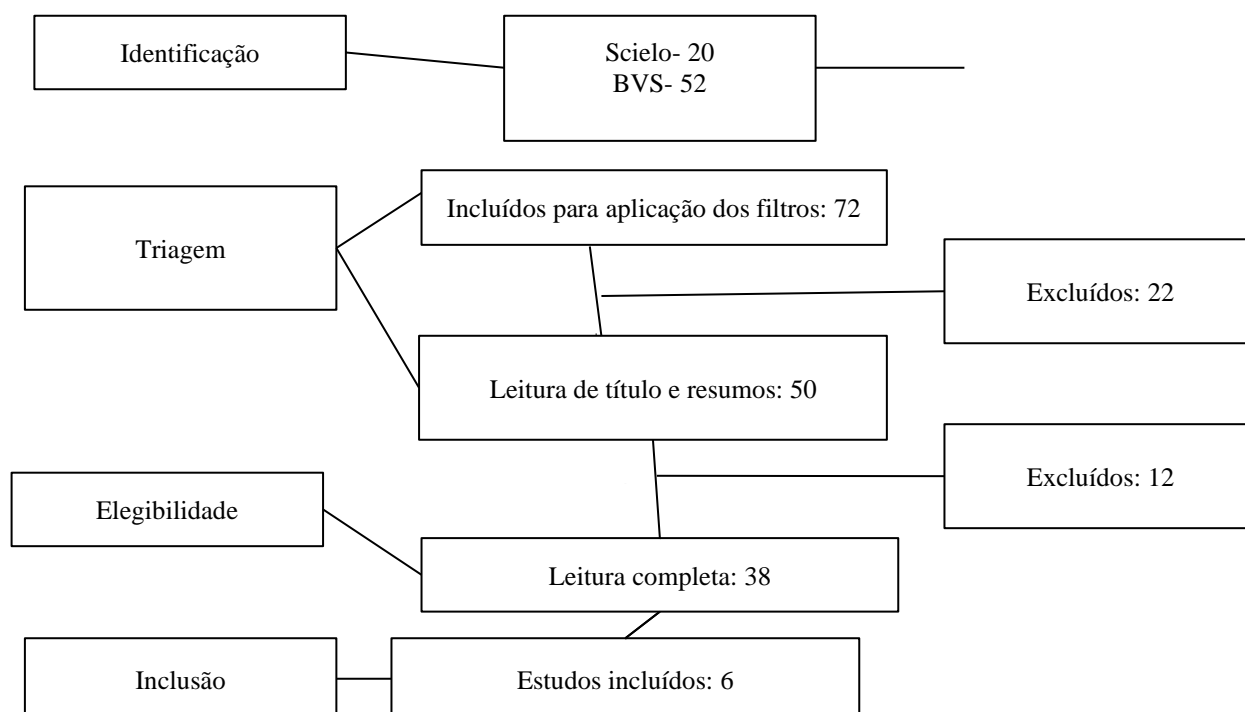 Identificação
Scielo- 20
BVS- 52
Triagem
Incluídos para aplicação dos filtros: 72
Excluídos: 22
Leitura de título e resumos: 50
Excluídos: 12
Elegibilidade
Leitura completa: 38
Inclusão
Estudos incluídos: 6